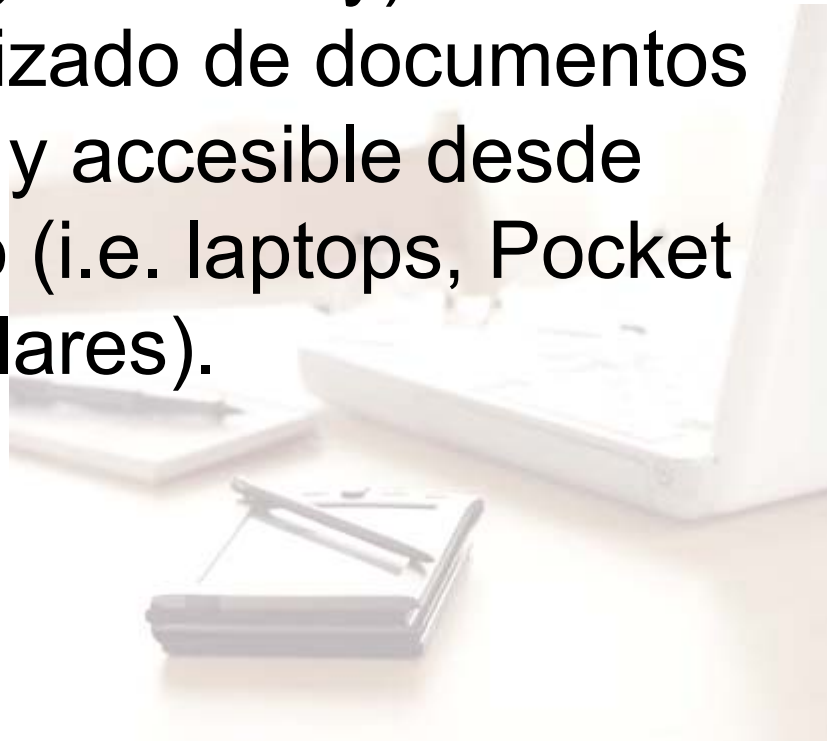 izado de documentos
y accesible desde
(i.e. laptops, Pocket
lares).